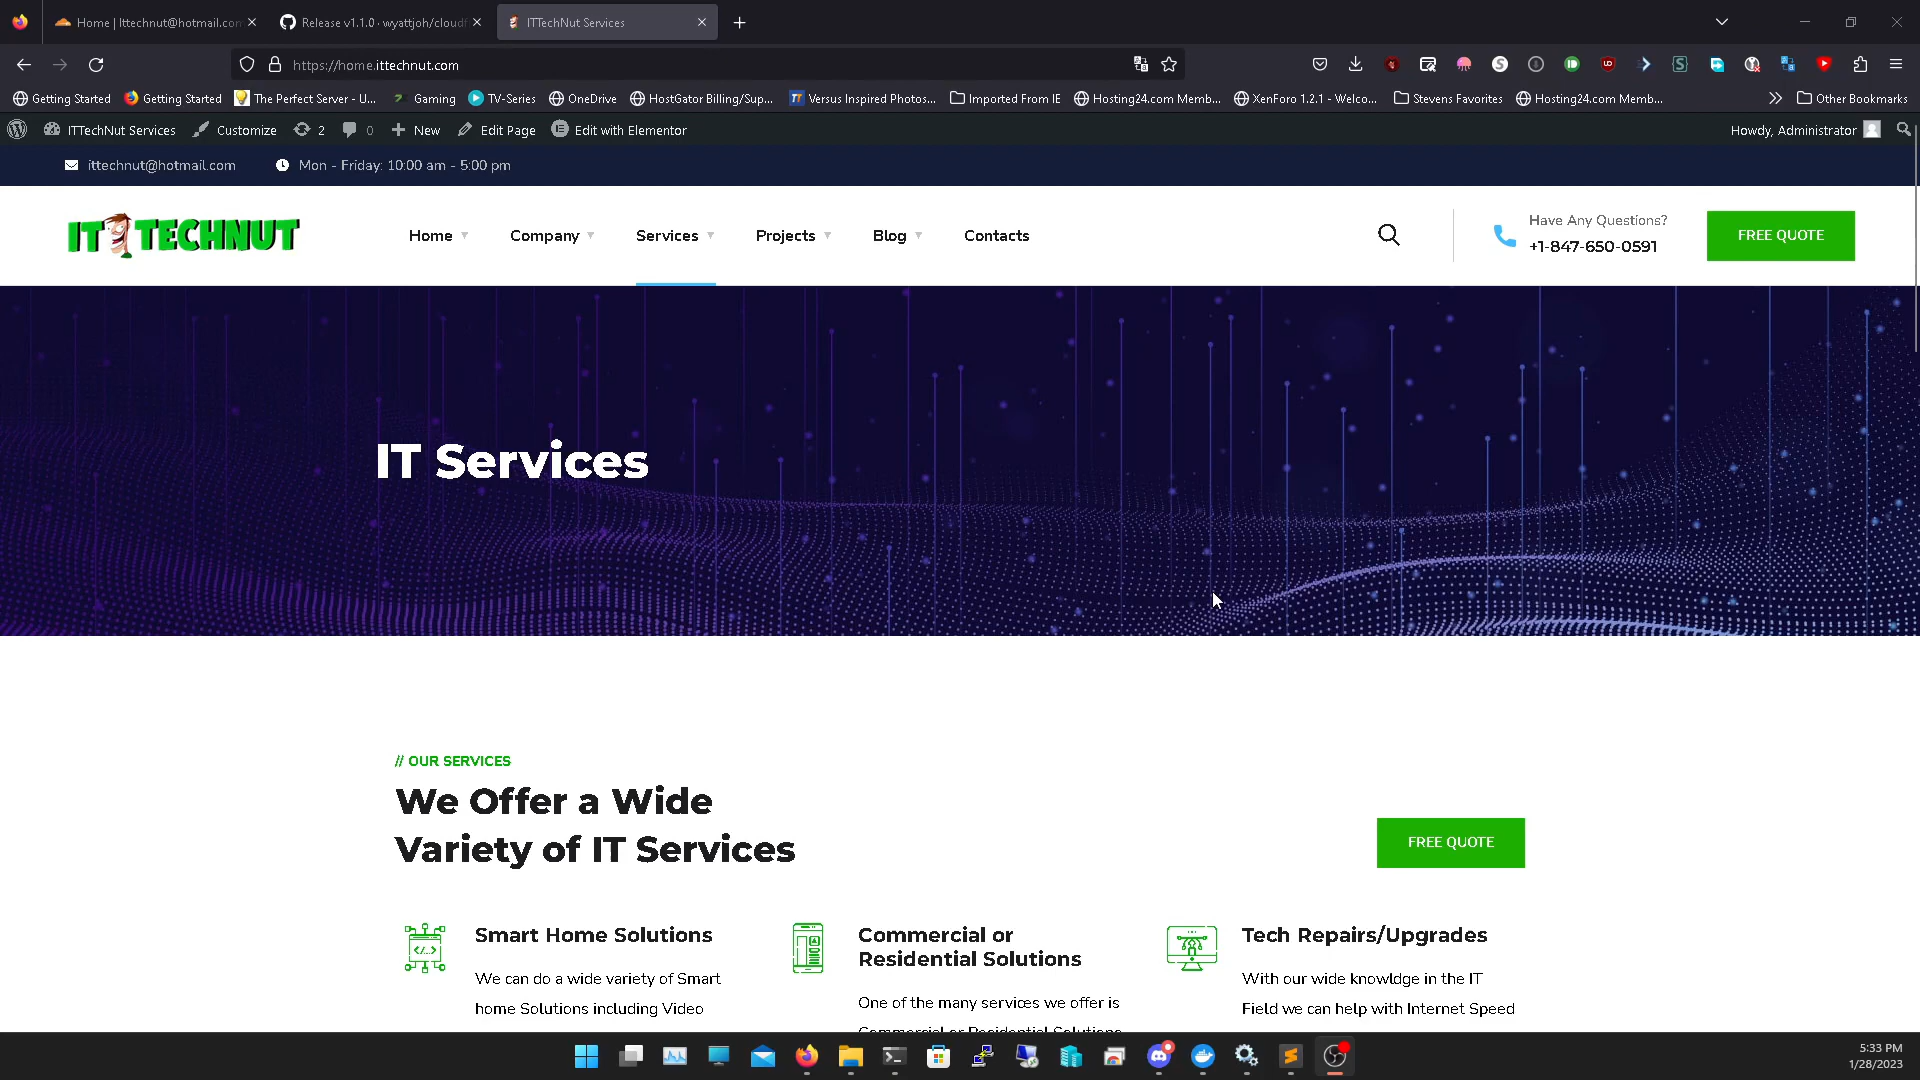 Home | Ittechnut@hotmail.con
Release v1.1.0 · wyattjoh/cloudf
ITTechNut Services
https://home.ittechnut.com
Getting Started
Getting Started
The Perfect Server - U...
Gaming
TV-Series
OneDrive
HostGator Billing/Sup...
Versus Inspired Photos...
Imported From IE
Hosting24.com Memb...
XenForo 1.2.1 - Welco...
Stevens Favorites
Hosting24.com Memb...
Other Bookmarks
ITTechNut Services
Customize
2
0
New
Edit Page
Edit with Elementor
Howdy, Administrator
ittechnut@hotmail.com
Mon - Friday: 10:00 am - 5:00 pm
IT TECHNUT
Home
Company
Services
Projects
Blog
Contacts
Have Any Questions?
+1-847-650-0591
FREE QUOTE
IT Services
// OUR SERVICES
We Offer a Wide
Variety of IT Services
FREE QUOTE
Smart Home Solutions
We can do a wide variety of Smart
home Solutions including Video
Commercial or
Residential Solutions
One of the many services we offer is
Commercial or Residential Solutions
Tech Repairs/Upgrades
With our wide knowldge in the IT
Field we can help with Internet Speed
5:33 PM
1/28/2023